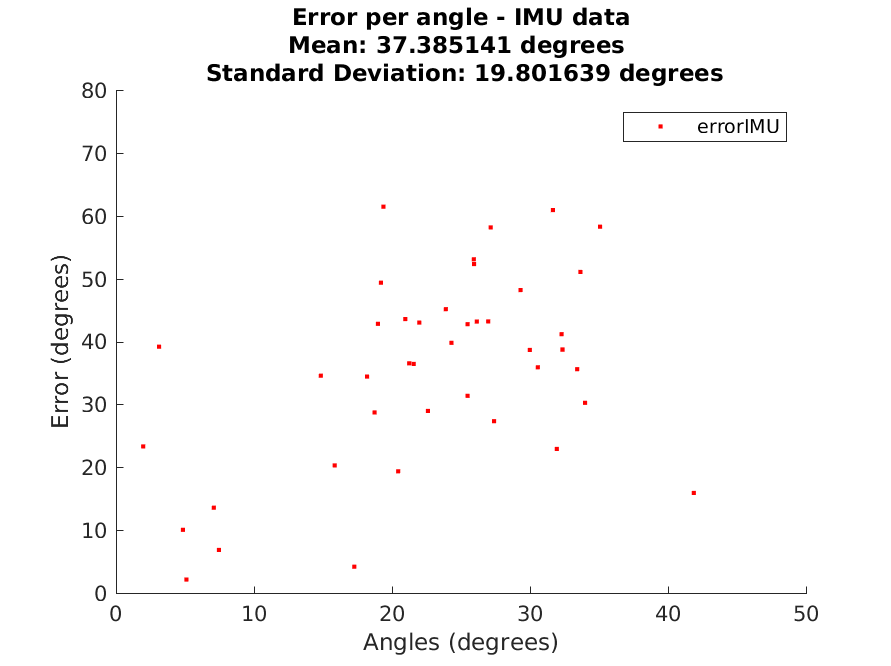 Error per angle - IMU data
Mean: 37.385141 degrees
Standard Deviation: 19.801639 degrees
errorIMU
80
70
60
50
40
30
20
10
0
Error (degrees)
0 10 20 30 40 50
Angles (degrees)